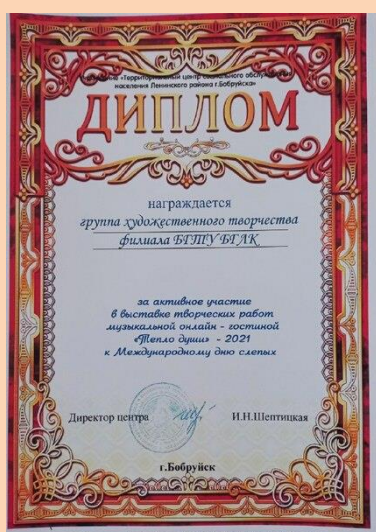 Учреждение «Территориальный центр социального обслуживания
населения Ленинского района г.Бобруйска»
ДИПЛОМ
награждается
группа художественного творчества
филиала БГТУ БГЛК
за активное участие
в выставке творческих работ
музыкальной онлайн - гостиной
«Тепло души» - 2021
к Международному дню слепых
Директор центра И.Н.Шептицкая
г.Бобруйск